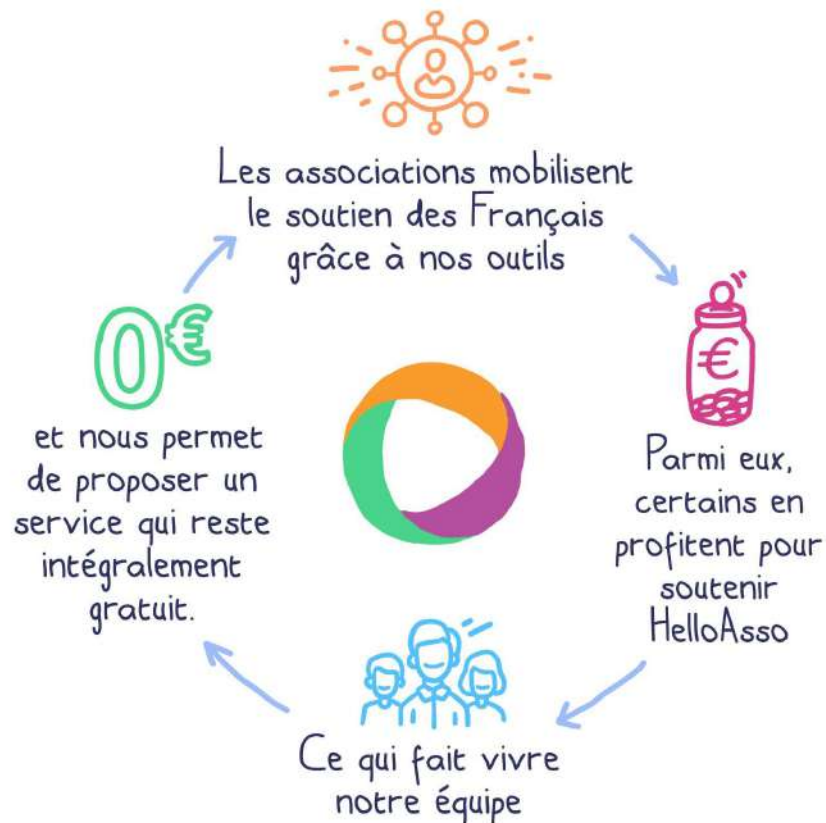 Les associations mobilisent
le soutien des Français
grâce à nos outils
€
Parmi eux,
certains en
profitent pour
soutenir
HelloAsso
Ce qui fait vivre
notre équipe
0€
et nous permet
de proposer un
service qui reste
intégralement
gratuit.